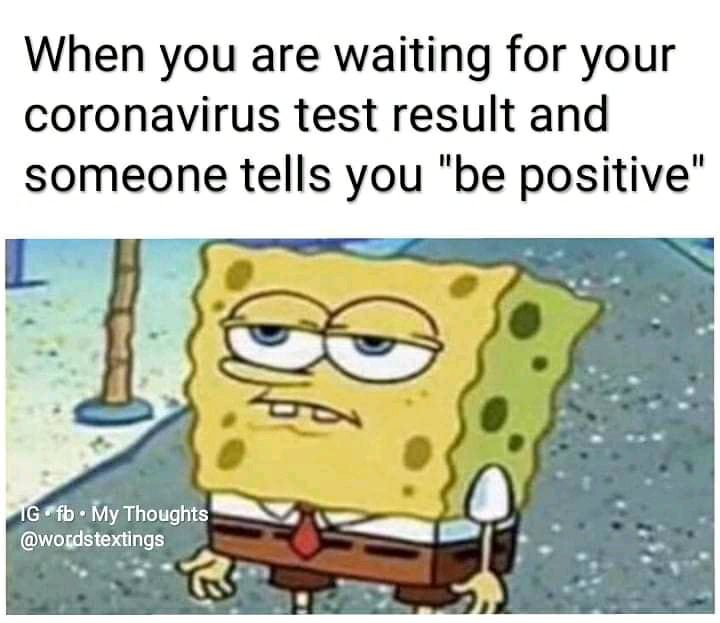 When you are waiting for your
coronavirus test result and
someone tells you "be positive"
IG • fb • My Thoughts
@wordstextings